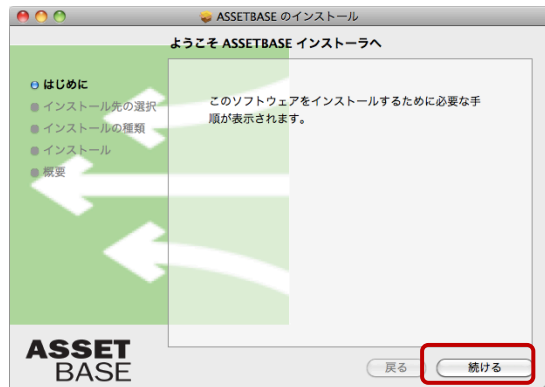 ASSETBASE のインストール
ようこそ ASSETBASE インストーラへ
はじめに
インストール先の選択
インストールの種類
インストール
概要
このソフトウェアをインストールするために必要な手
順が表示されます。
ASSET
BASE
戻る
続ける